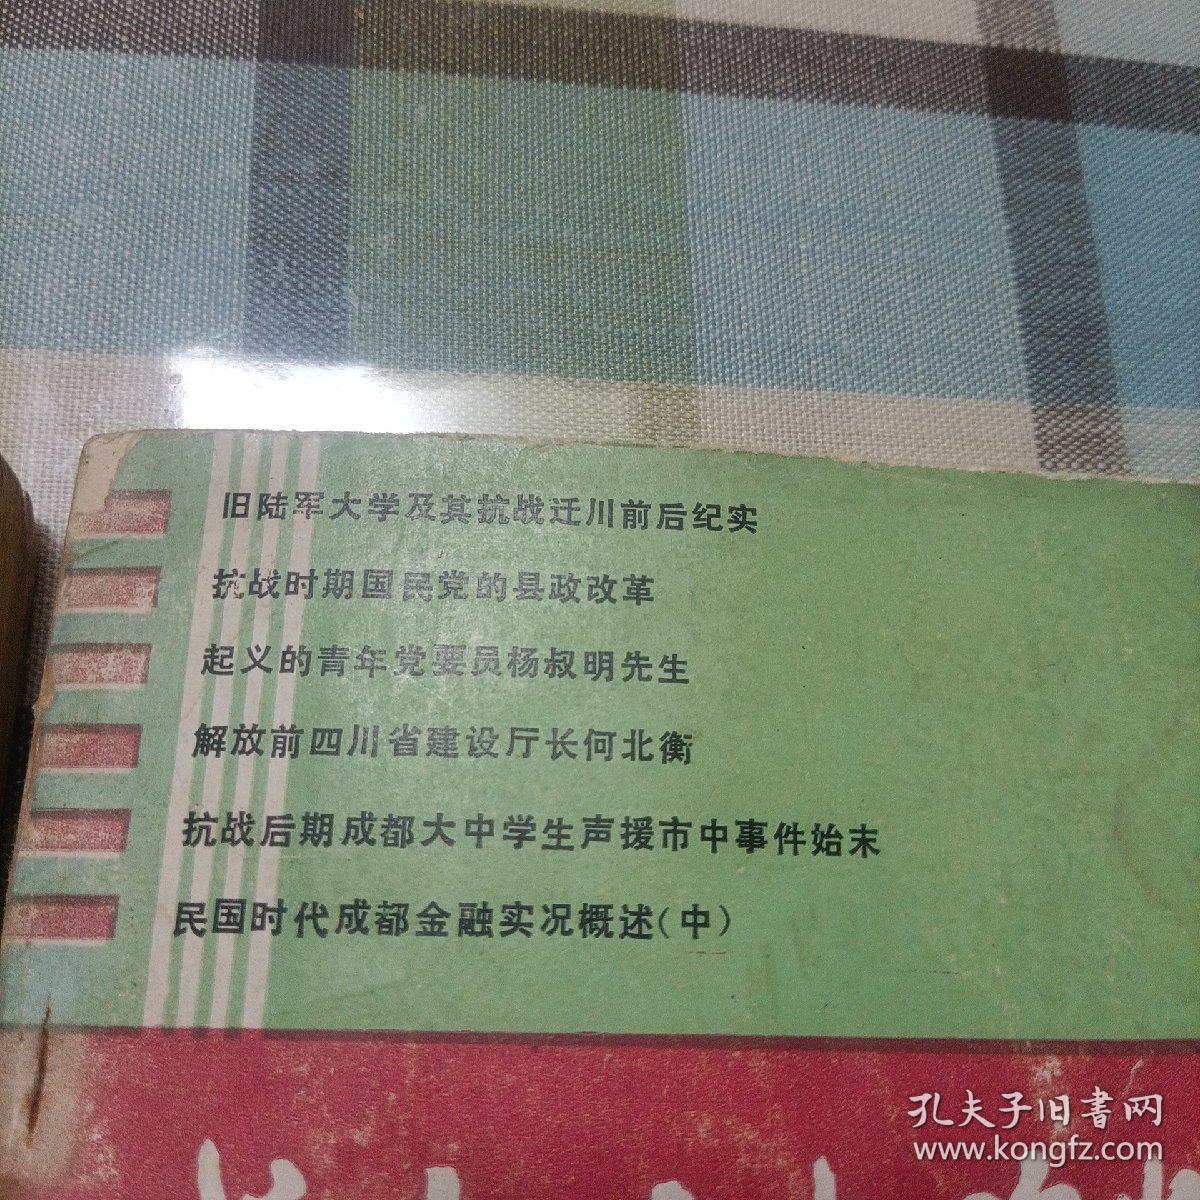 旧陆军大学及其抗战迁川前后纪实
抗战时期国民党的县政改革
起义的青年党要员杨叔明先生
解放前四川省建设厅长何北衡
抗战后期成都大中学生声援市中事件始末
民国时代成都金融实况概述(中)
孔夫子旧書网
www.kongfz.com